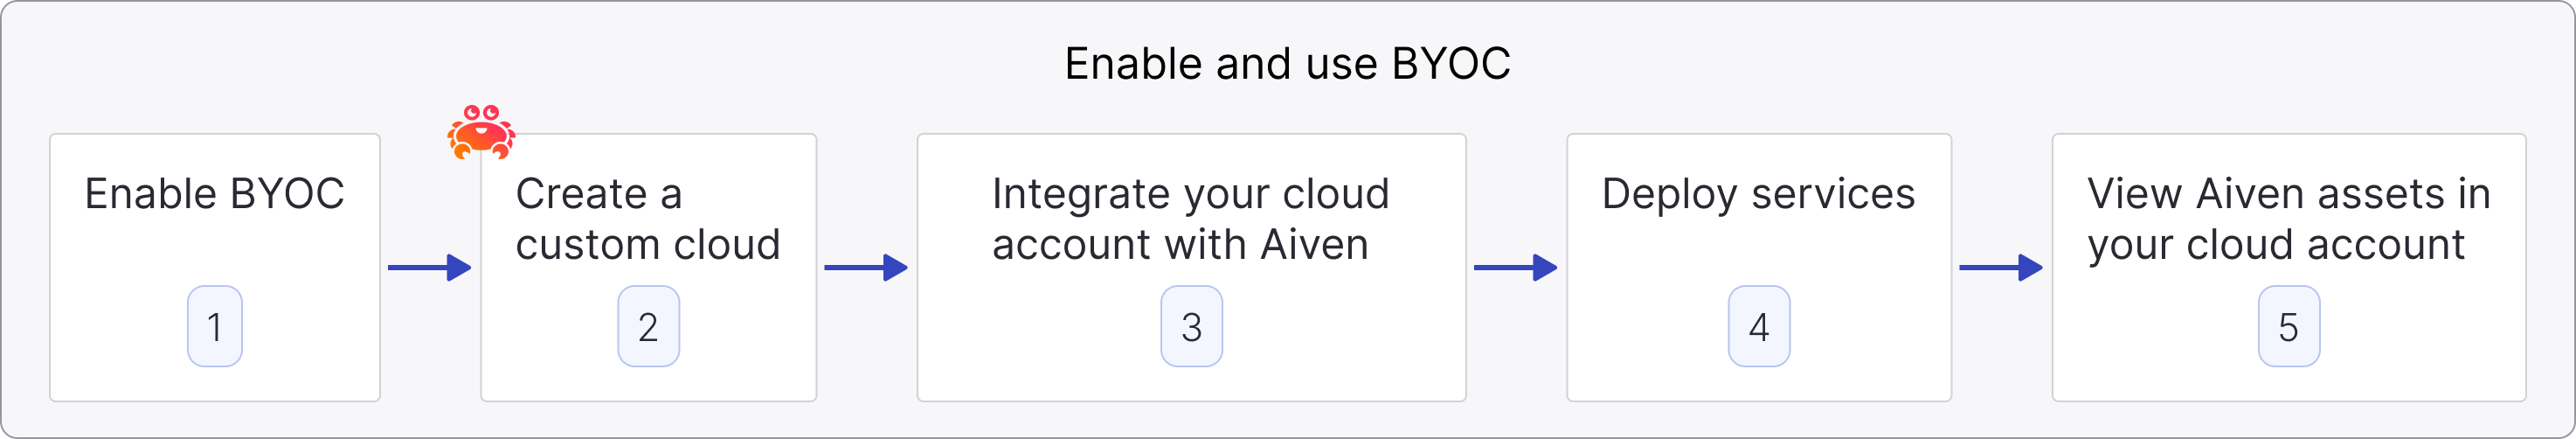 Enable and use BYOC
Enable BYOC
1
Create a
custom cloud
2
Integrate your cloud
account with Aiven
3
Deploy services
4
View Aiven assets in
your cloud account
5